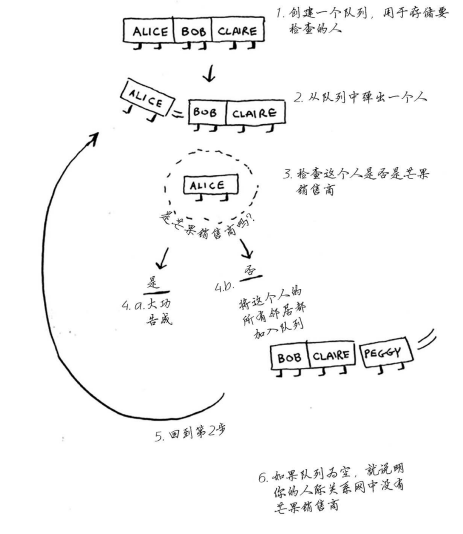 ALICE BOB CLAIRE
1. 创建一个队列，用于存储要
检查的人
ALICE BOB CLAIRE
2. 从队列中弹出一个人
3. 检查这个人是否是芒果
销售商
ALICE
是芒果销售商吗？
是
4.a. 大功
告成
否
4.b. 将这个人的
所有邻居都
加入队列
BOB CLAIRE PEGGY
5. 回到第2步
6. 如果队列为空，就说明
你的人际关系网中没有
芒果销售商